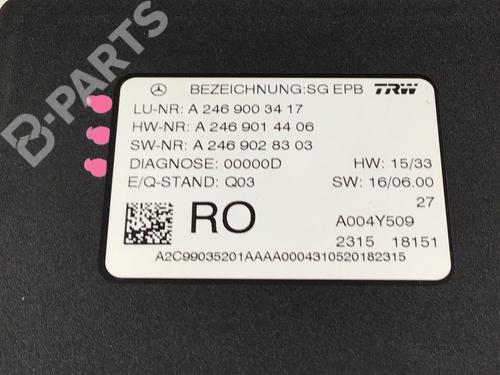 BEZEICHNUNG:SG EPB TRW
LU-NR: A 246 900 34 17
HW-NR: A 246 901 44 06
SW-NR: A 246 902 83 03
DIAGNOSE: 00000D HW: 15/33
E/Q-STAND: Q03 SW: 16/06.00
27
RO A004Y509
2315 18151
A2C99035201AAAA0004310520182315
B-PARTS